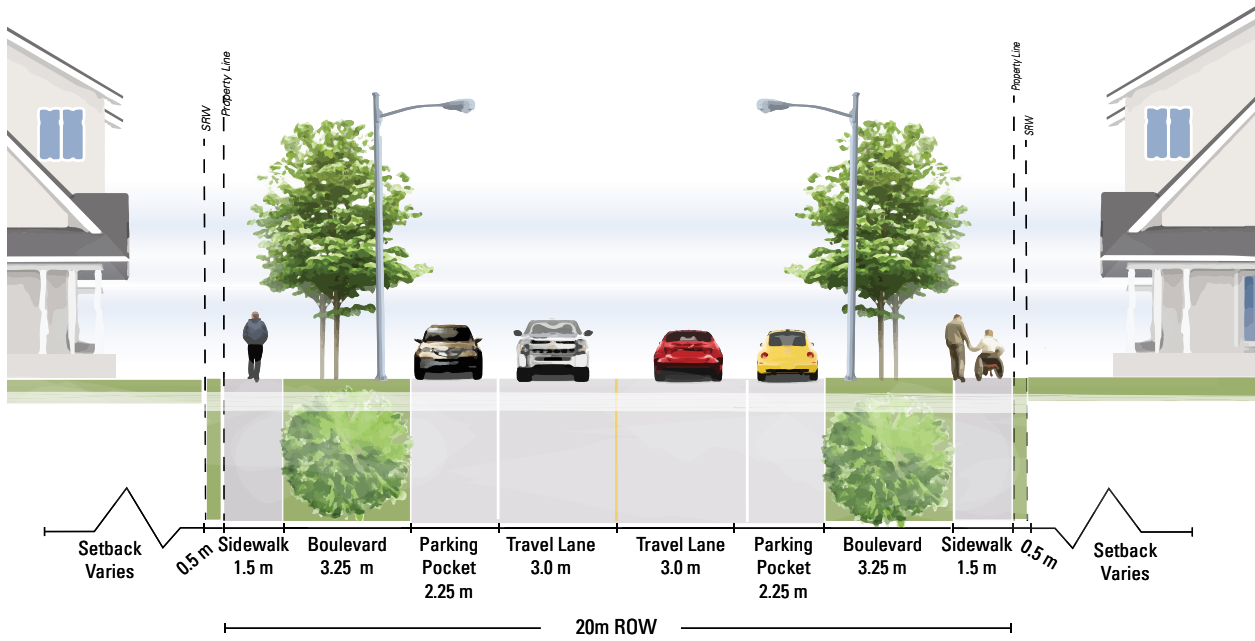 SRW
Property Line
Property Line
SRW
Setback
Varies
0.5 m
Sidewalk
1.5 m
Boulevard
3.25 m
Parking
Pocket
2.25 m
Travel Lane
3.0 m
Travel Lane
3.0 m
Parking
Pocket
2.25 m
Boulevard
3.25 m
Sidewalk
1.5 m
0.5 m
Setback
Varies
20m ROW